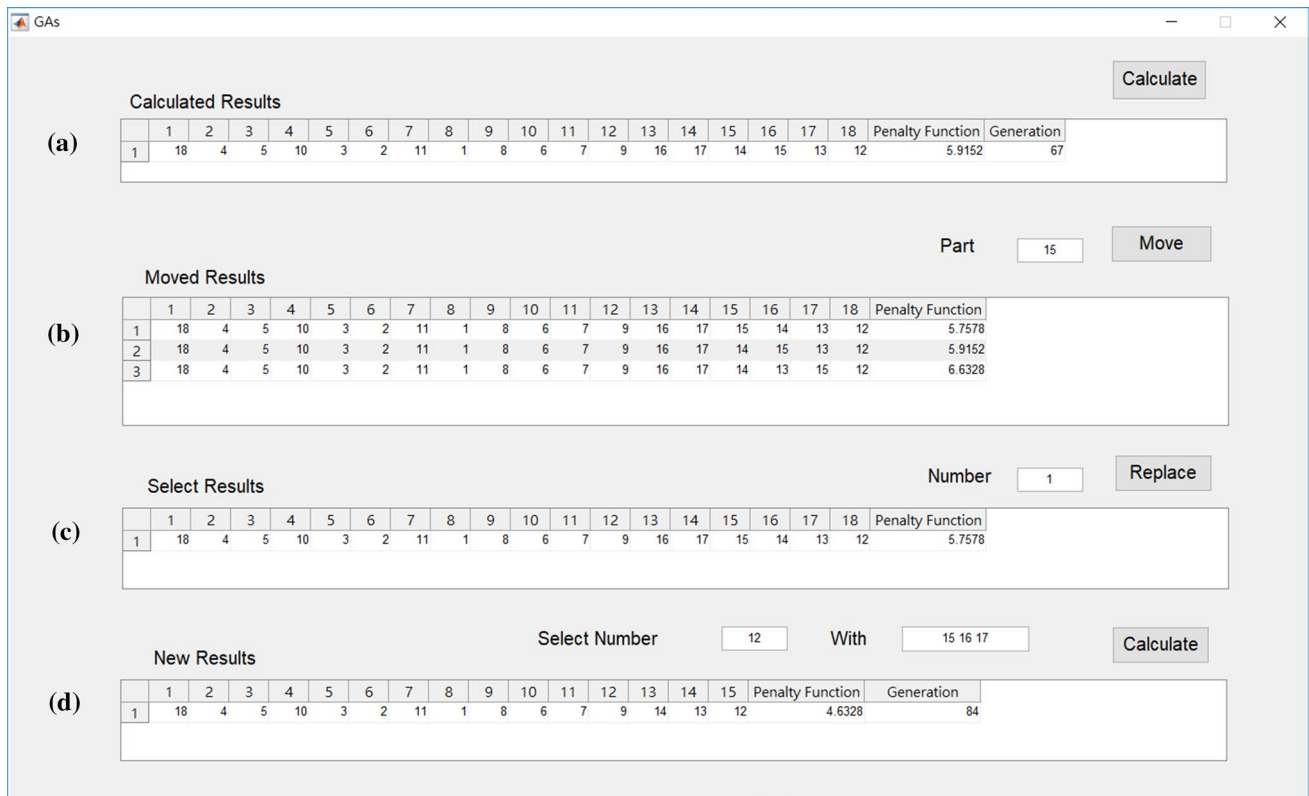 GAs
Calculate
Calculated Results
(a)
1 2 3 4 5 6 7 8 9 10 11 12 13 14 15 16 17 18 Penalty Function Generation
1 18 4 5 10 3 2 11 1 8 6 7 9 16 17 14 15 13 12 5.9152 67
Part 15 Move
Moved Results
(b)
1 2 3 4 5 6 7 8 9 10 11 12 13 14 15 16 17 18 Penalty Function
1 18 4 5 10 3 2 11 1 8 6 7 9 16 17 15 14 13 12 5.7578
2 18 4 5 10 3 2 11 1 8 6 7 9 16 17 14 15 13 12 5.9152
3 18 4 5 10 3 2 11 1 8 6 7 9 16 17 14 13 15 12 6.6328
Number 1 Replace
Select Results
(c)
1 2 3 4 5 6 7 8 9 10 11 12 13 14 15 16 17 18 Penalty Function
1 18 4 5 10 3 2 11 1 8 6 7 9 16 17 15 14 13 12 5.7578
Select Number 12 With 15 16 17 Calculate
New Results
(d)
1 2 3 4 5 6 7 8 9 10 11 12 13 14 15 Penalty Function Generation
1 18 4 5 10 3 2 11 1 8 6 7 9 14 13 12 4.6328 84